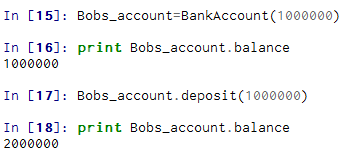 In [15]: Bobs_account=BankAccount(1000000)
In [16]: print Bobs_account.balance
1000000
In [17]: Bobs_account.deposit(1000000)
In [18]: print Bobs_account.balance
2000000